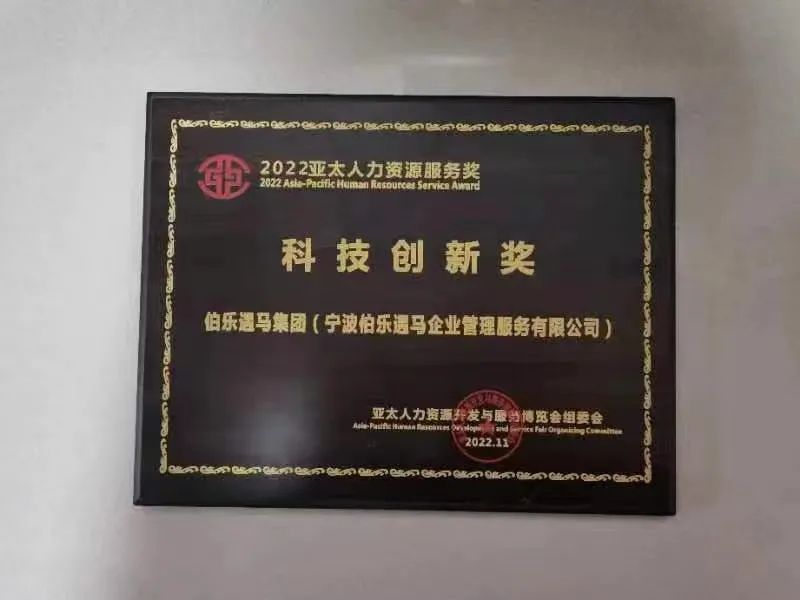 2022亚太人力资源服务奖
2022 Asia-Pacific Human Resources Service Award
科技创新奖
伯乐遇马集团（宁波伯乐遇马企业管理服务有限公司）
亚太人力资源开发与服务博览会组委会
Asia-Pacific Human Resources Development and Service Fair Organizing Committee
2022.11